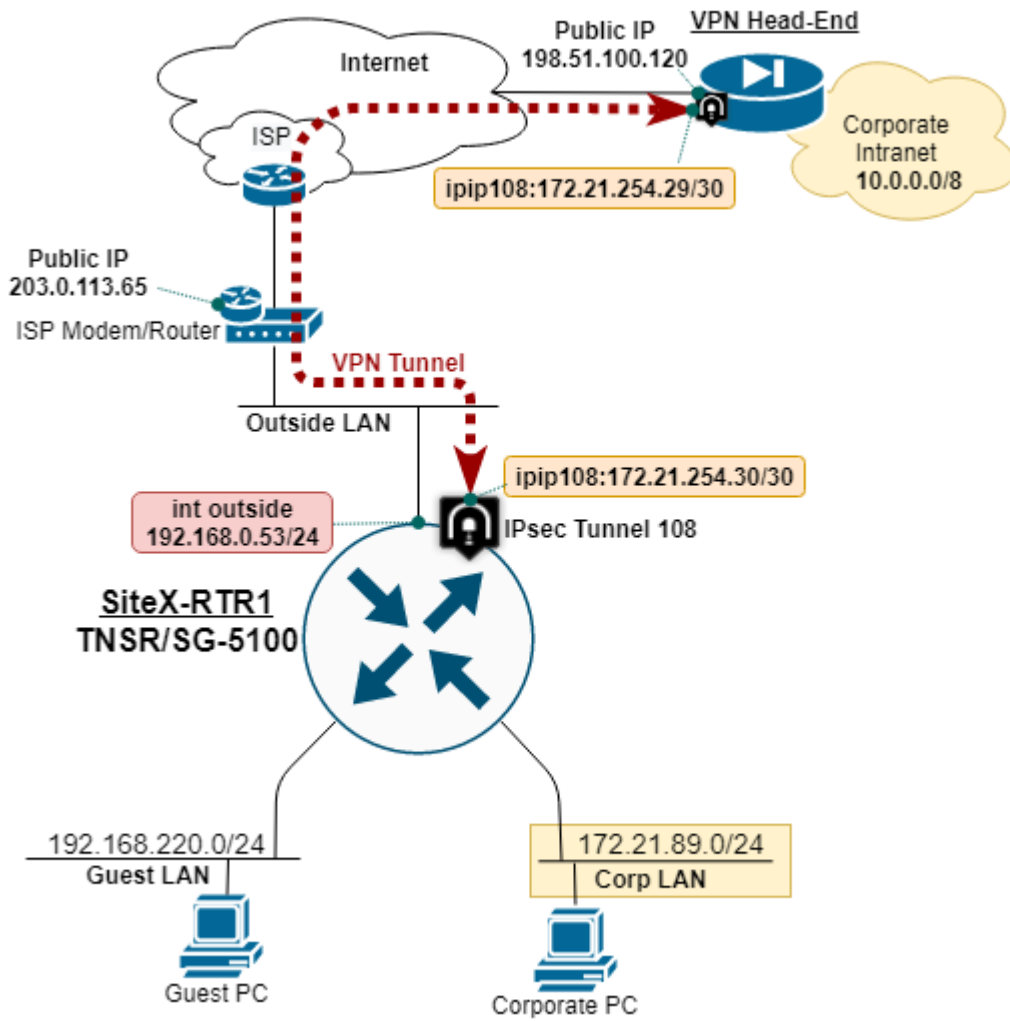 VPN Head-End
Public IP
198.51.100.120
Internet
ISP
Corporate
Intranet
10.0.0.0/8
ipip108:172.21.254.29/30
Public IP
203.0.113.65
ISP Modem/Router
VPN Tunnel
Outside LAN
ipip108:172.21.254.30/30
int outside
192.168.0.53/24
IPsec Tunnel 108
SiteX-RTR1
TNSR/SG-5100
192.168.220.0/24
Guest LAN
172.21.89.0/24
Corp LAN
Guest PC
Corporate PC